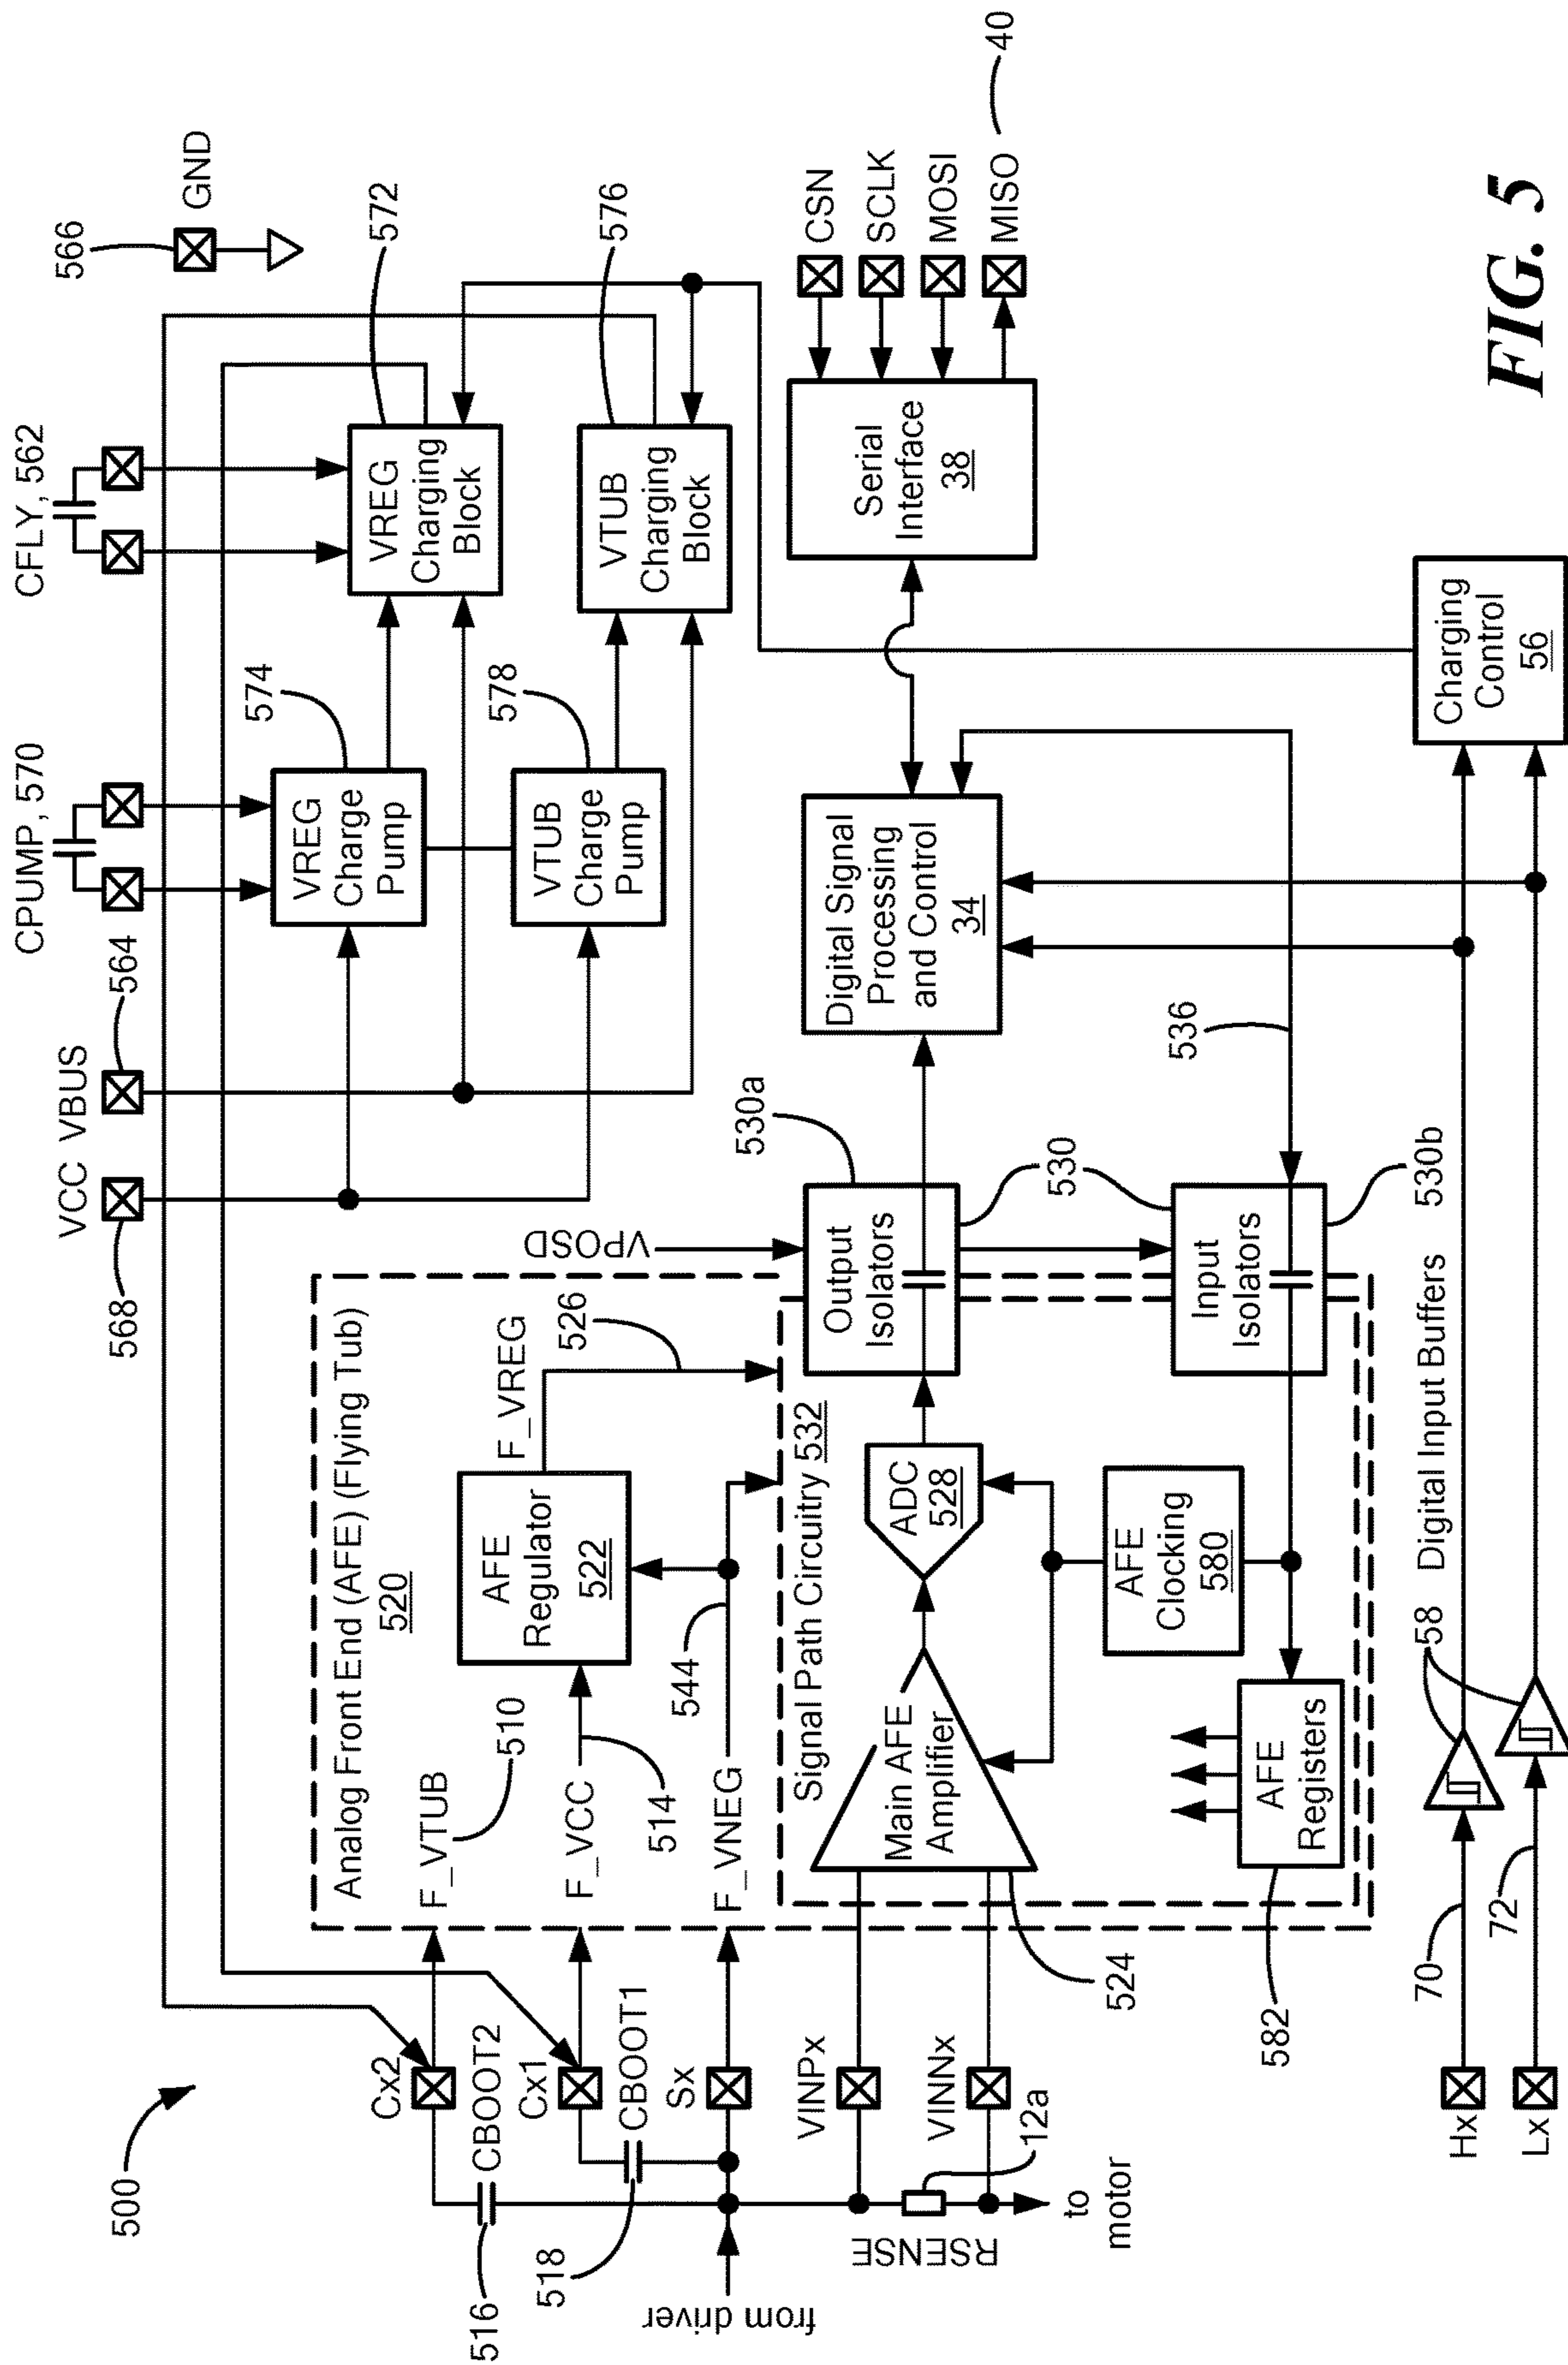 500
CPUMP, 570
CFLY, 562
566
GND
VCC
VBUS
564
568
574
VREG
Charge
Pump
572
VREG
Charging
Block
578
VTUB
Charge
Pump
576
VTUB
Charging
Block
Analog Front End (AFE) (Flying Tub)
520
F_VTUB
510
F_VCC
514
F_VNEG
544
AFE
Regulator
522
F_VREG
526
VPOSD
Cx2
CBOOT2
516
Cx1
CBOOT1
518
Sx
from driver
VINPx
VINNx
RSENSE
12a
to
motor
Signal Path Circuitry 532
Main AFE
Amplifier
524
ADC
528
AFE
Clocking
580
AFE
Registers
582
Output
Isolators
530a
530
Input
Isolators
530b
536
Digital Signal
Processing
and Control
34
Serial
Interface
38
CSN
SCLK
MOSI
MISO
40
Hx
70
Lx
72
58
Digital Input Buffers
Charging
Control
56
FIG. 5